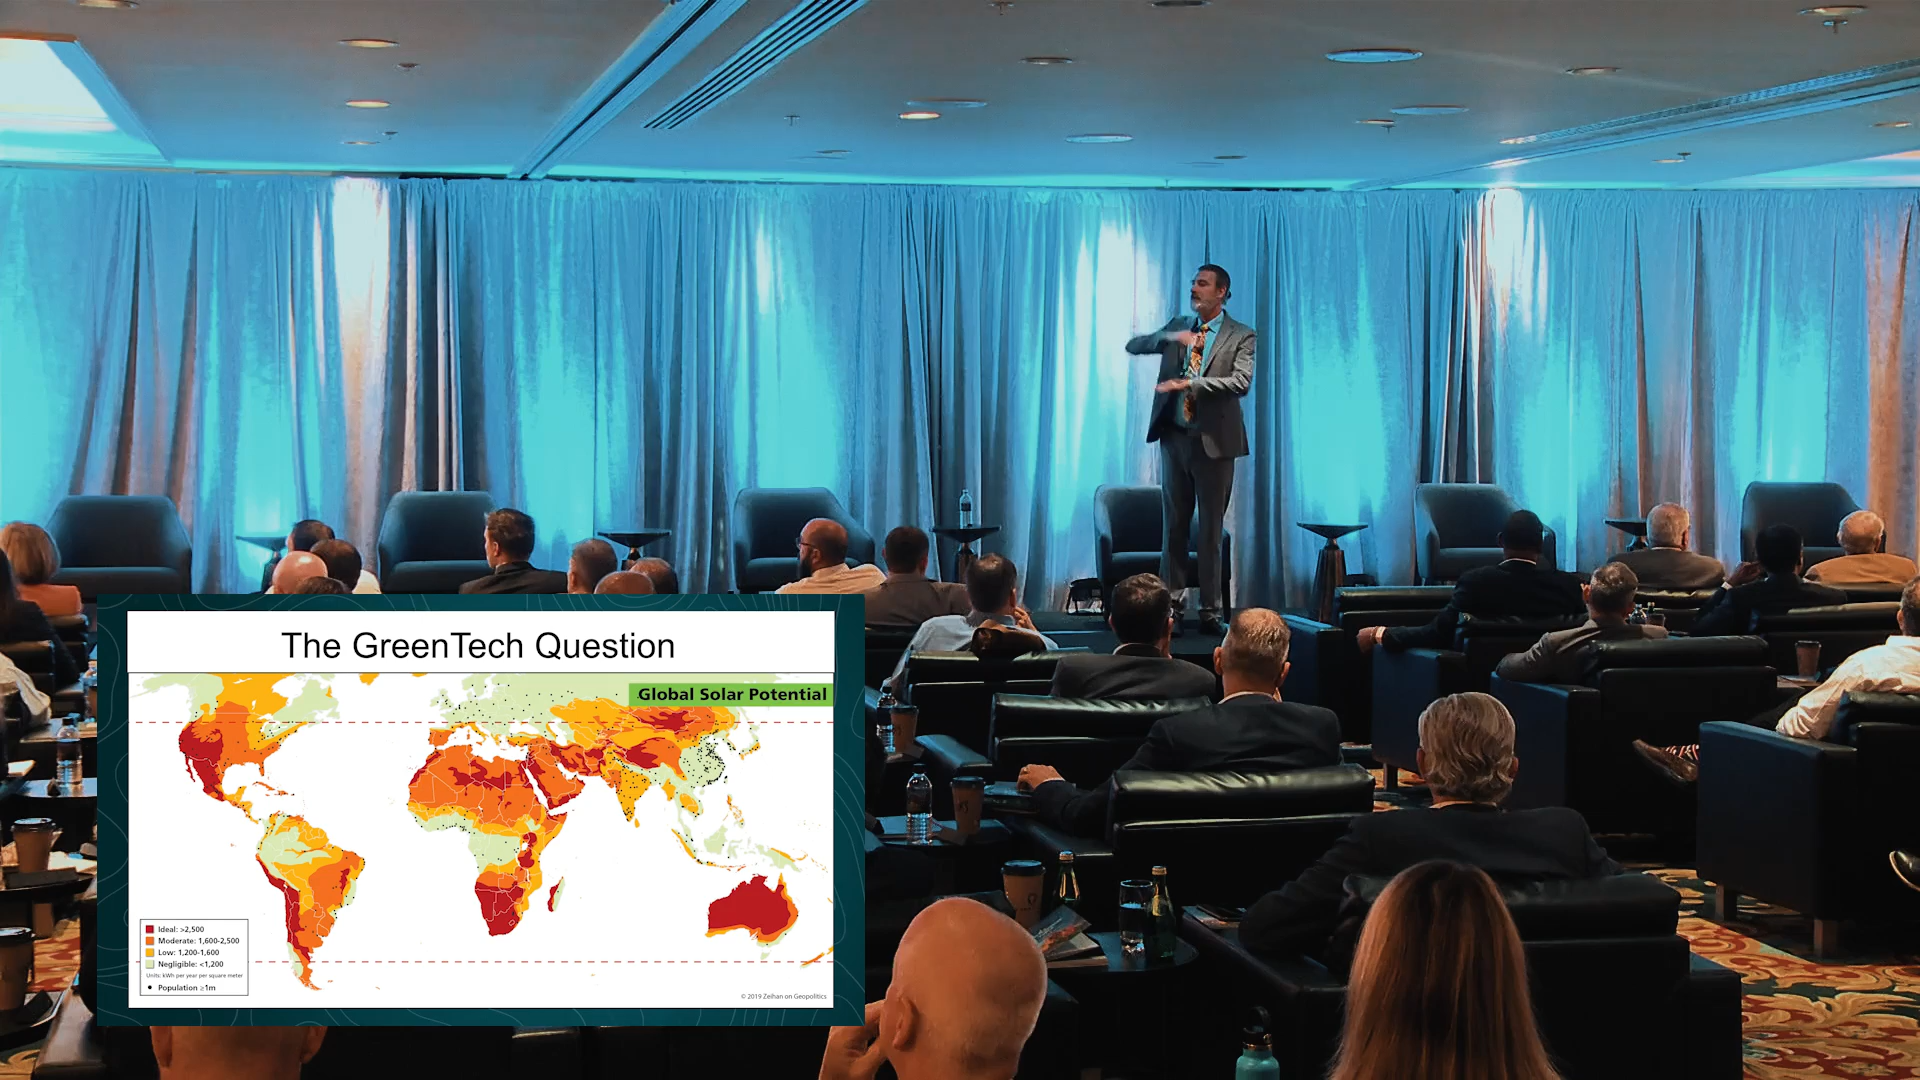 The GreenTech Question
Global Solar Potential
Ideal: >2,500
Moderate: 1,600-2,500
Low: 1,200-1,600
Negligible: <1,200
Units: kWh per year per square meter
Population ≥1m
© 2019 Zeihan on Geopolitics